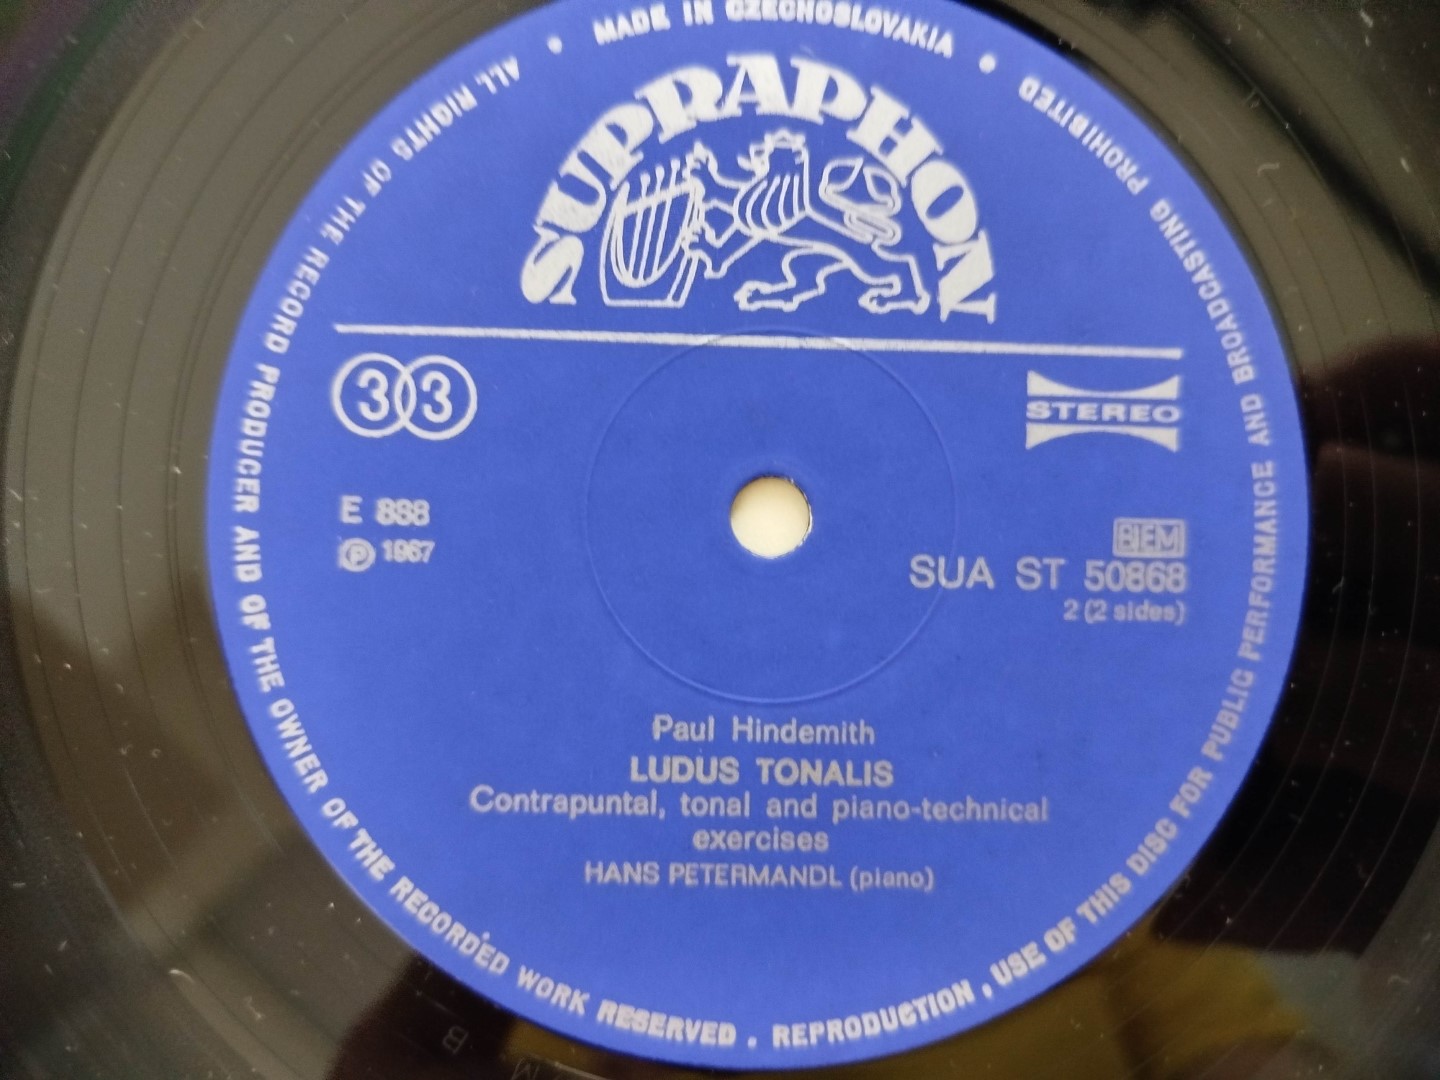 MADE IN CZECHOSLOVAKIA
ALL RIGHTS OF THE RECORD PRODUCER AND OF THE OWNER OF THE RECORDED WORK RESERVED . REPRODUCTION , USE OF THIS DISC FOR PUBLIC PERFORMANCE AND BROADCASTING PROHIBITED
SUPRAPHON
33
STEREO
E 888
Ⓟ 1967
BIEM
SUA ST 50868
2 (2 sides)
Paul Hindemith
LUDUS TONALIS
Contrapuntal, tonal and piano-technical
exercises
HANS PETERMANDL (piano)